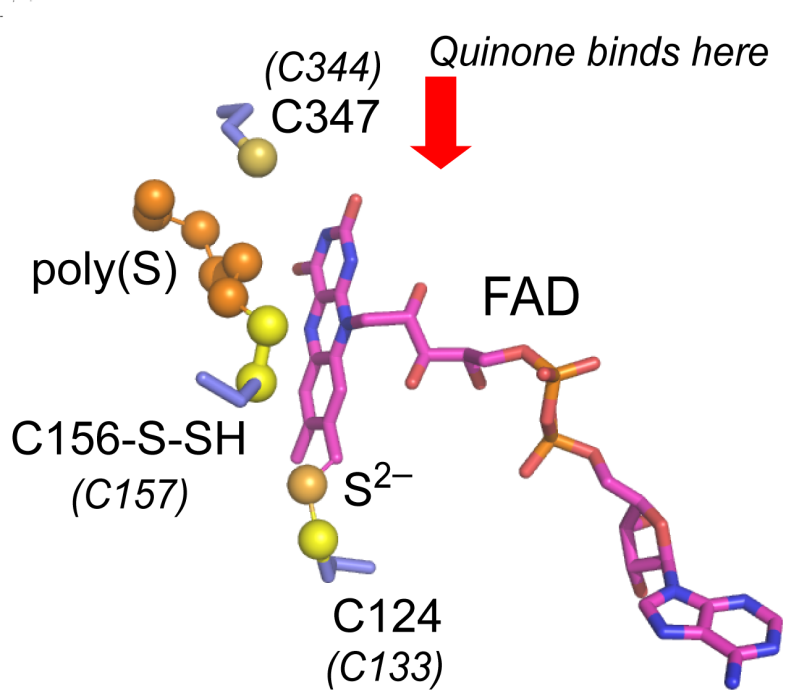 Quinone binds here
(C344)
C347
poly(S)
FAD
C156-S-SH
(C157)
S²⁻
C124
(C133)